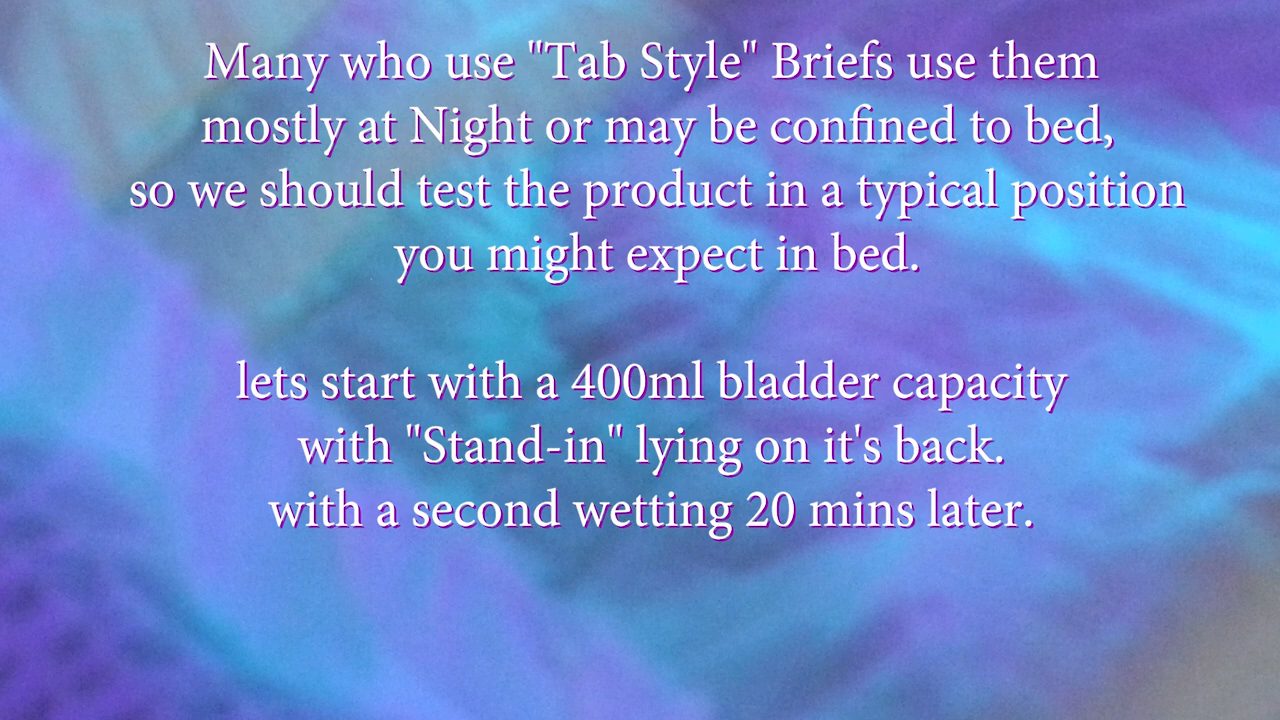 Many who use "Tab Style" Briefs use them
mostly at Night or may be confined to bed,
so we should test the product in a typical position
you might expect in bed.
lets start with a 400ml bladder capacity
with "Stand-in" lying on it's back.
with a second wetting 20 mins later.